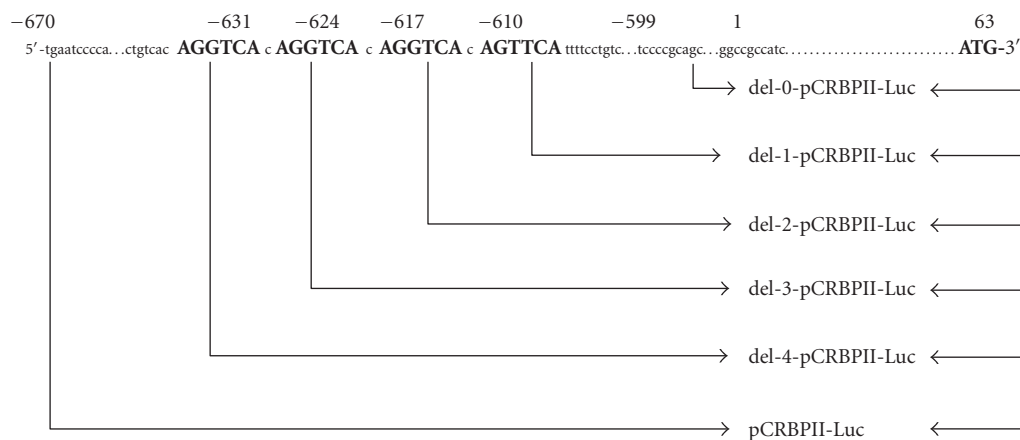 −670 −631 −624 −617 −610 −599 1 63
5′-tgaatcccca...ctgtcac AGGTCA c AGGTCA c AGGTCA c AGTTCA ttttcctgtc...tccccgcagc...ggccgccatc.................................ATG-3′
del-0-pCRBPII-Luc
del-1-pCRBPII-Luc
del-2-pCRBPII-Luc
del-3-pCRBPII-Luc
del-4-pCRBPII-Luc
pCRBPII-Luc